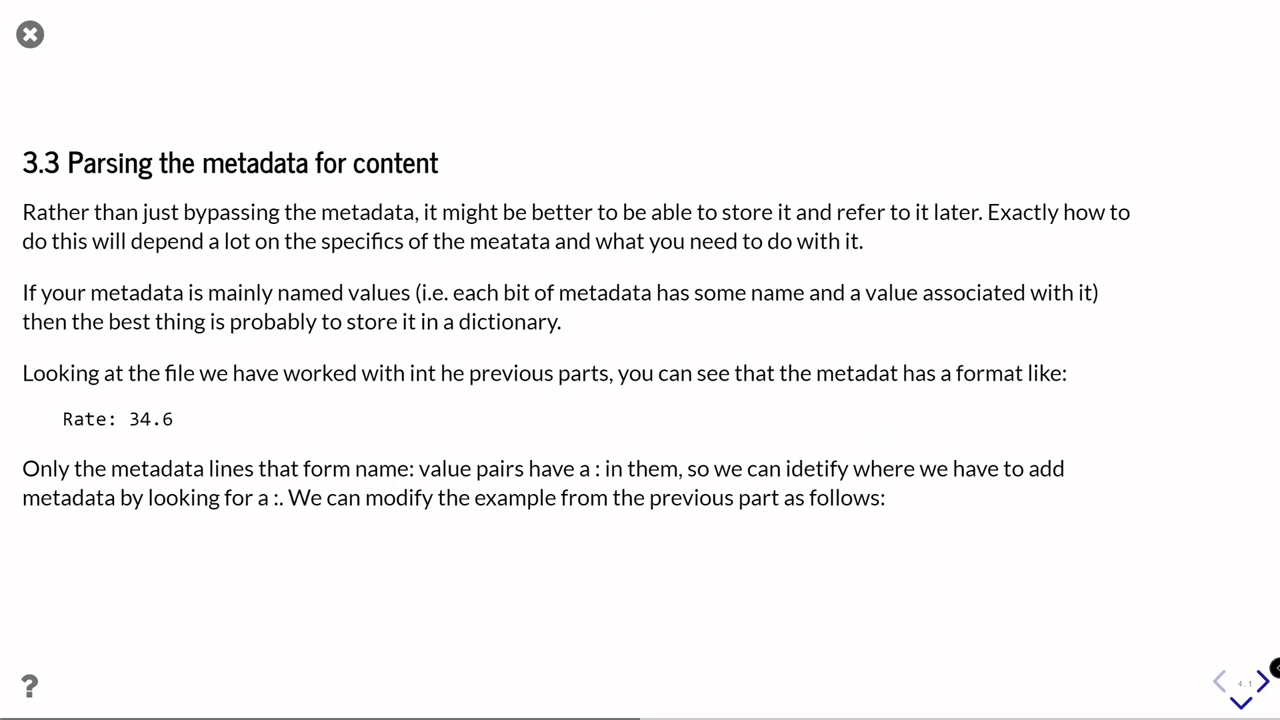 3.3 Parsing the metadata for content
Rather than just bypassing the metadata, it might be better to be able to store it and refer to it later. Exactly how to
do this will depend a lot on the specifics of the meatata and what you need to do with it.
If your metadata is mainly named values (i.e. each bit of metadata has some name and a value associated with it)
then the best thing is probably to store it in a dictionary.
Looking at the file we have worked with int he previous parts, you can see that the metadat has a format like:
Rate: 34.6
Only the metadata lines that form name: value pairs have a : in them, so we can idetify where we have to add
metadata by looking for a :. We can modify the example from the previous part as follows:
?
4.1